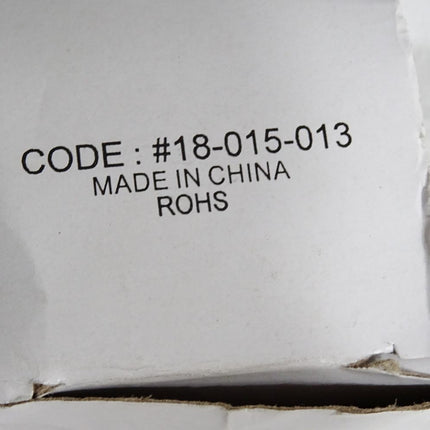 CODE : #18-015-013
MADE IN CHINA
ROHS